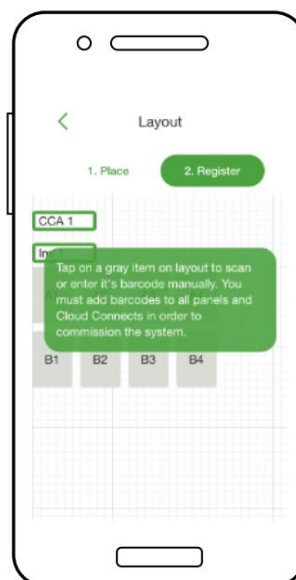 Layout
1. Place
2. Register
CCA 1
Tap on a gray item on layout to scan
or enter it's barcode manually. You
must add barcodes to all panels and
Cloud Connects in order to
commission the system.
B1
B2
B3
B4